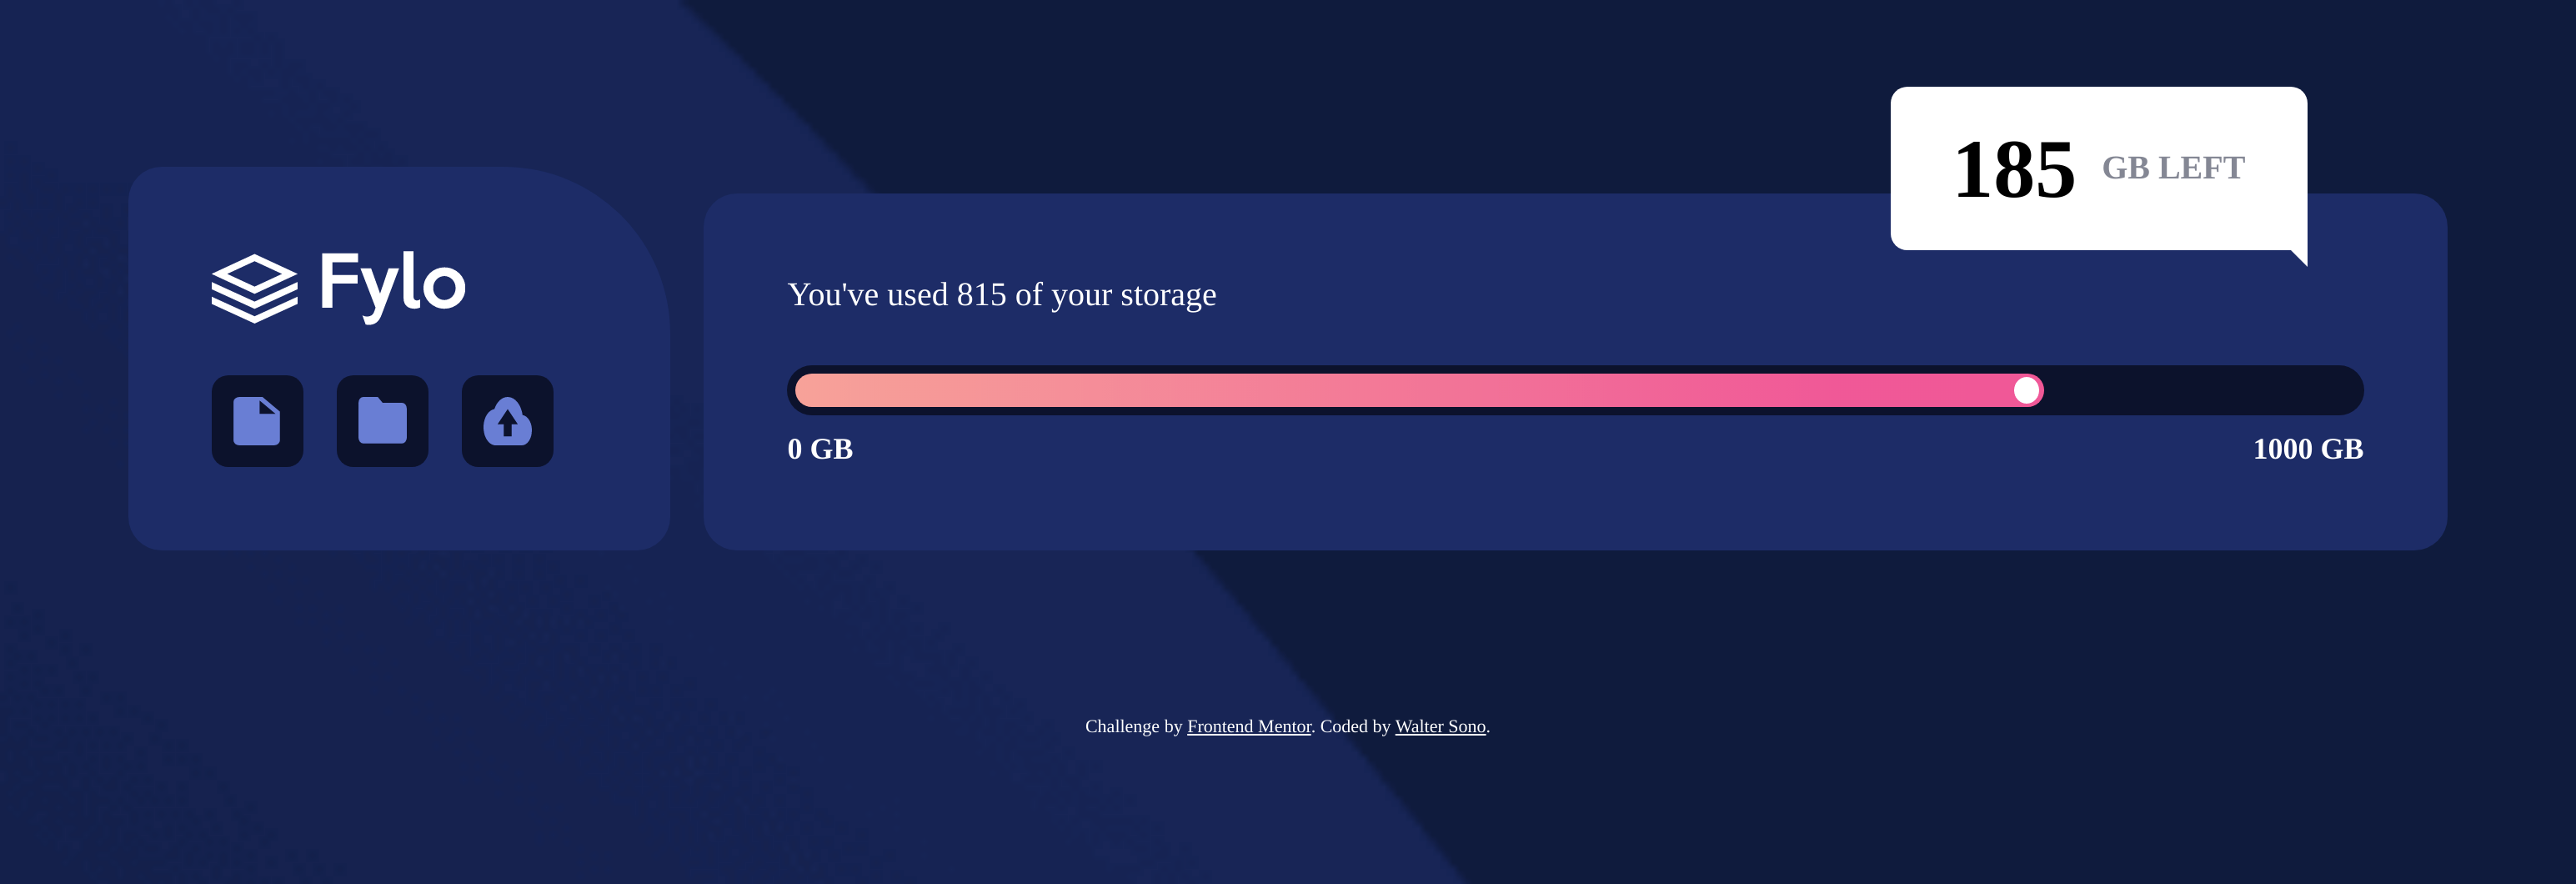 Fylo
185 GB LEFT
You've used 815 of your storage
0 GB
1000 GB
Challenge by Frontend Mentor. Coded by Walter Sono.